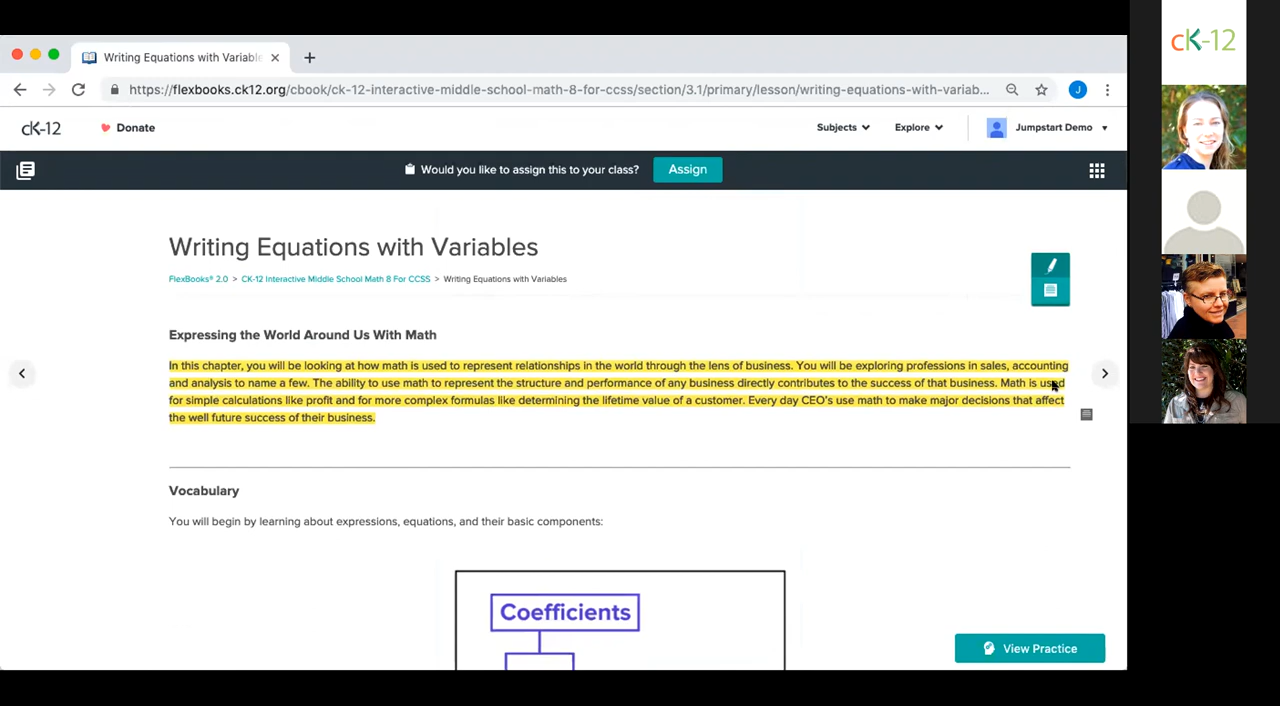 Writing Equations with Variable
https://flexbooks.ck12.org/cbook/ck-12-interactive-middle-school-math-8-for-ccss/section/3.1/primary/lesson/writing-equations-with-variab...
J
cK-12
Donate
Subjects
Explore
Jumpstart Demo
Would you like to assign this to your class?
Assign
Writing Equations with Variables
FlexBooks® 2.0 > CK-12 Interactive Middle School Math 8 For CCSS > Writing Equations with Variables
Expressing the World Around Us With Math
In this chapter, you will be looking at how math is used to represent relationships in the world through the lens of business. You will be exploring professions in sales, accounting
and analysis to name a few. The ability to use math to represent the structure and performance of any business directly contributes to the success of that business. Math is used
for simple calculations like profit and for more complex formulas like determining the lifetime value of a customer. Every day CEO's use math to make major decisions that affect
the well future success of their business.
Vocabulary
You will begin by learning about expressions, equations, and their basic components:
Coefficients
View Practice
cK-12